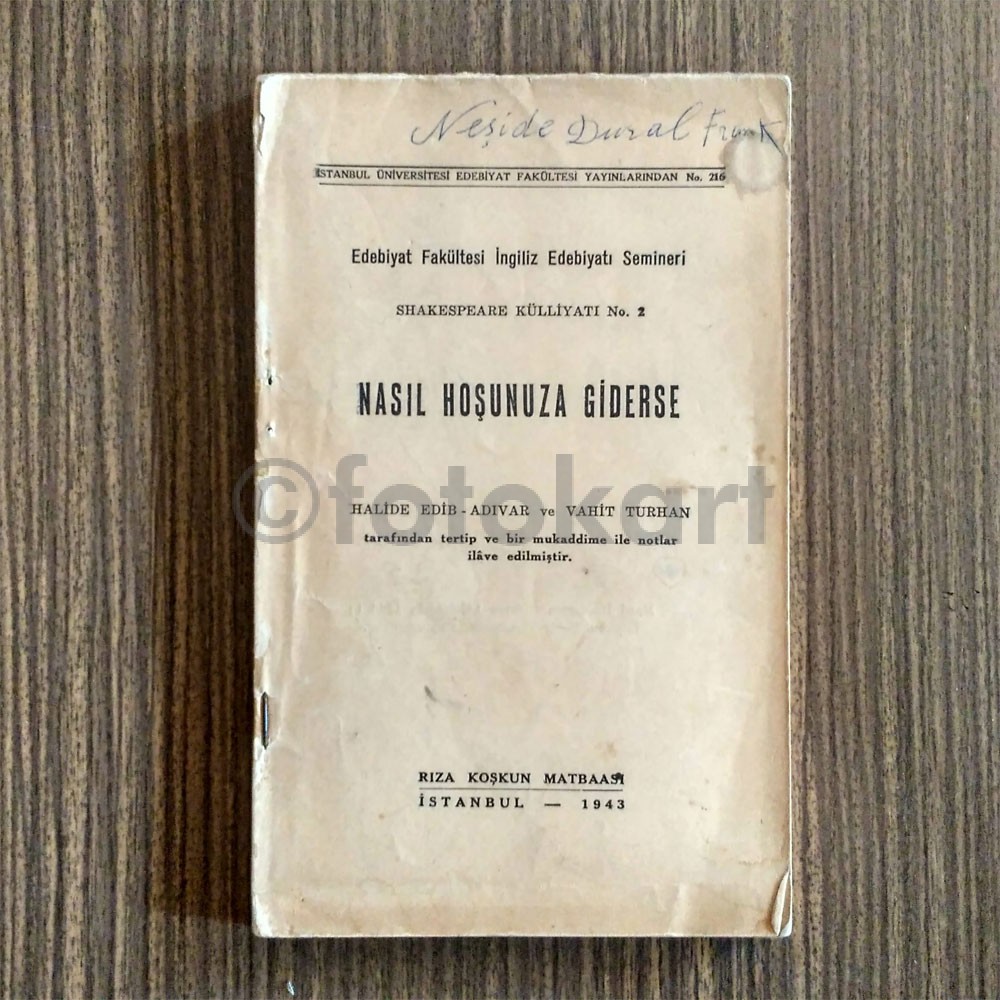 Neşide Dural
İSTANBUL ÜNİVERSİTESİ EDEBİYAT FAKÜLTESİ YAYINLARINDAN No. 216
Edebiyat Fakültesi İngiliz Edebiyatı Semineri
SHAKESPEARE KÜLLİYATI No. 2
NASIL HOŞUNUZA GİDERSE
©fotokart
HALİDE EDİB - ADIVAR ve VAHİT TURHAN
tarafından tertip ve bir mukaddime ile notlar
ilâve edilmiştir.
RIZA KOŞKUN MATBAASI
İSTANBUL — 1943